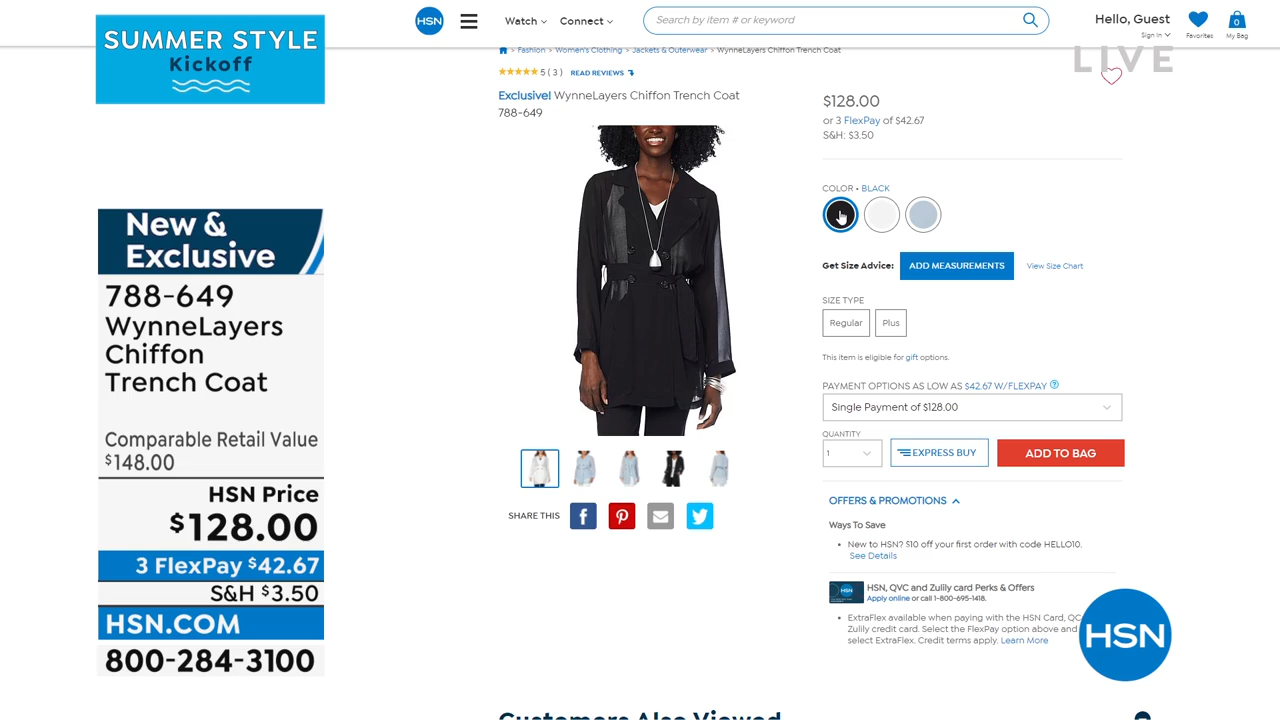 SUMMER STYLE
Kickoff
HSN
Watch
Connect
Search by item # or keyword
Hello, Guest
Sign In
Favorites
0
My Bag
LIVE
> Fashion > Women's Clothing > Jackets & Outerwear > WynneLayers Chiffon Trench Coat
5 ( 3 ) READ REVIEWS
Exclusive! WynneLayers Chiffon Trench Coat
788-649
$128.00
or 3 FlexPay of $42.67
S&H: $3.50
COLOR • BLACK
Get Size Advice: ADD MEASUREMENTS View Size Chart
SIZE TYPE
Regular Plus
This item is eligible for gift options.
PAYMENT OPTIONS AS LOW AS $42.67 W/FLEXPAY ?
Single Payment of $128.00
QUANTITY
1
EXPRESS BUY
ADD TO BAG
SHARE THIS
OFFERS & PROMOTIONS
Ways To Save
• New to HSN? $10 off your first order with code HELLO10.
See Details
HSN, QVC and Zulily card Perks & Offers
Apply online or call 1-800-695-1418.
• ExtraFlex available when paying with the HSN Card, QC
Zulily credit card. Select the FlexPay option above and
select ExtraFlex. Credit terms apply. Learn More
Customers Also Viewed
New &
Exclusive
788-649
WynneLayers
Chiffon
Trench Coat
Comparable Retail Value
$148.00
HSN Price
$128.00
3 FlexPay $42.67
S&H $3.50
HSN.COM
800-284-3100
HSN